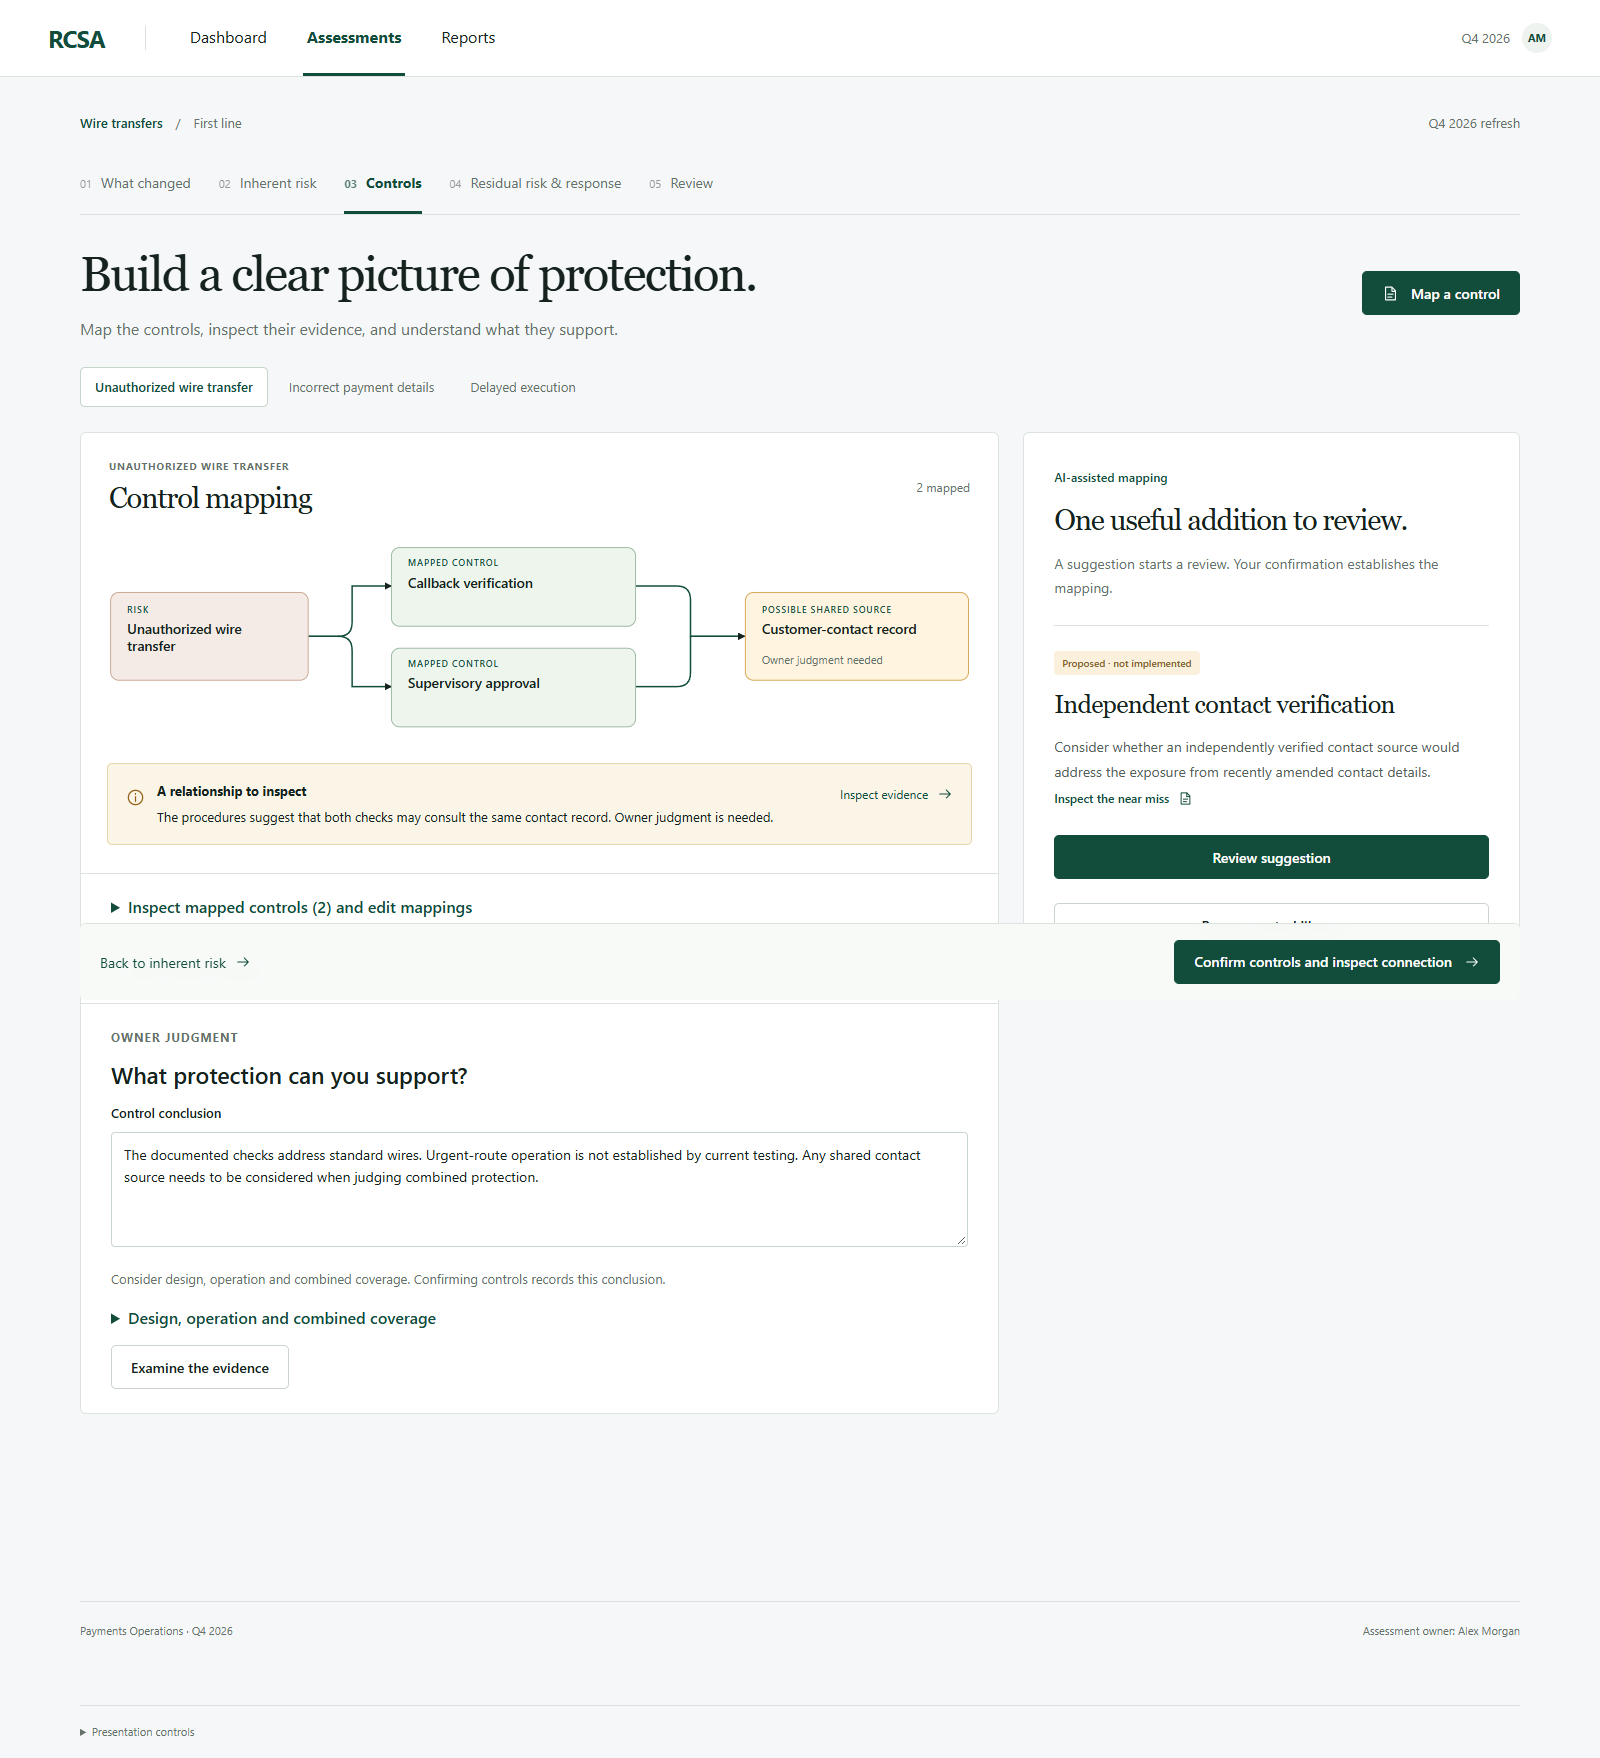 RCSA
Dashboard
Assessments
Reports
Q4 2026
AM
Wire transfers / First line
Q4 2026 refresh
01 What changed
02 Inherent risk
03 Controls
04 Residual risk & response
05 Review
Build a clear picture of protection.
Map a control
Map the controls, inspect their evidence, and understand what they support.
Unauthorized wire transfer
Incorrect payment details
Delayed execution
UNAUTHORIZED WIRE TRANSFER
Control mapping
2 mapped
RISK
Unauthorized wire
transfer
MAPPED CONTROL
Callback verification
MAPPED CONTROL
Supervisory approval
POSSIBLE SHARED SOURCE
Customer-contact record
Owner judgment needed
A relationship to inspect
The procedures suggest that both checks may consult the same contact record. Owner judgment is needed.
Inspect evidence
Inspect mapped controls (2) and edit mappings
AI-assisted mapping
One useful addition to review.
A suggestion starts a review. Your confirmation establishes the
mapping.
Proposed · not implemented
Independent contact verification
Consider whether an independently verified contact source would
address the exposure from recently amended contact details.
Inspect the near miss
Review suggestion
Back to inherent risk
Confirm controls and inspect connection
OWNER JUDGMENT
What protection can you support?
Control conclusion
The documented checks address standard wires. Urgent-route operation is not established by current testing. Any shared contact
source needs to be considered when judging combined protection.
Consider design, operation and combined coverage. Confirming controls records this conclusion.
Design, operation and combined coverage
Examine the evidence
Payments Operations · Q4 2026
Assessment owner: Alex Morgan
Presentation controls